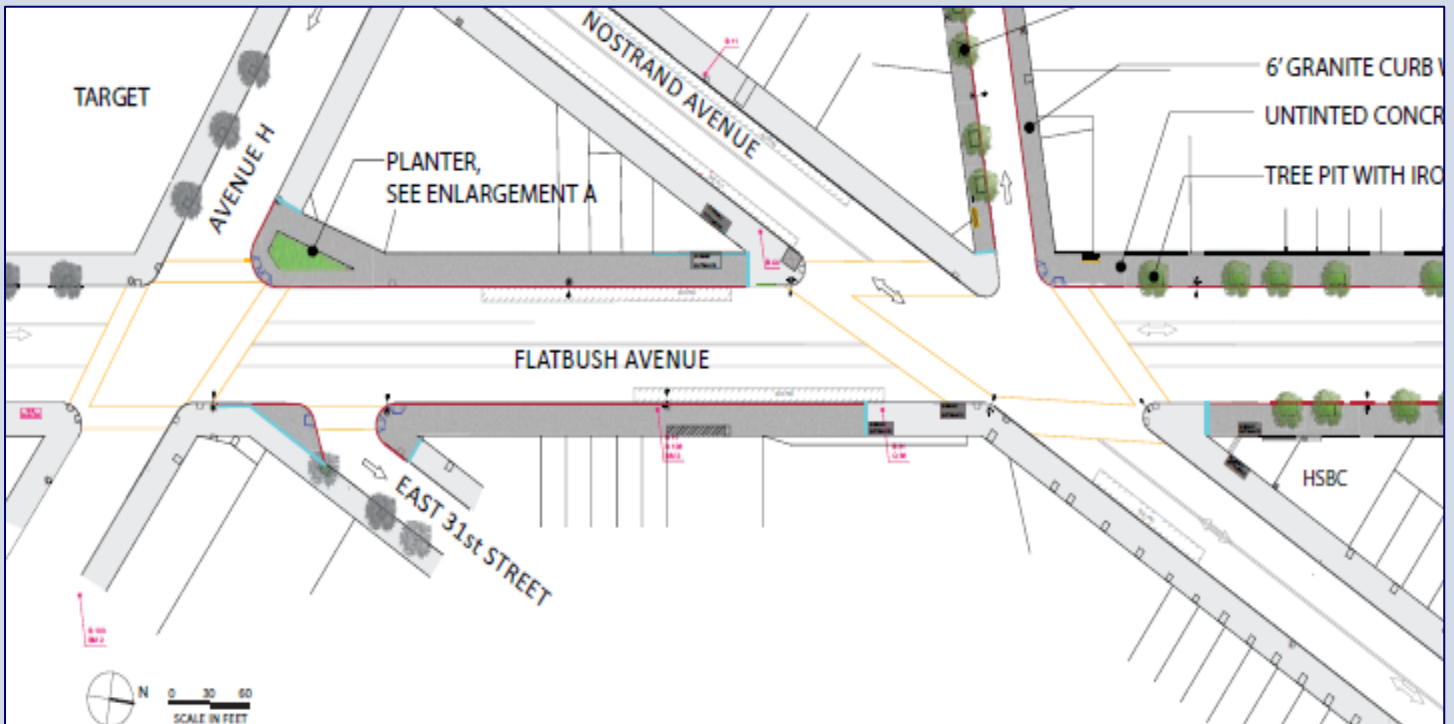 TARGET
AVENUE H
PLANTER,
SEE ENLARGEMENT A
NOSTRAND AVENUE
6' GRANITE CURB
UNTINTED CONCR
TREE PIT WITH IRO
FLATBUSH AVENUE
EAST 31st STREET
HSBC
N
0 30 60
SCALE IN FEET